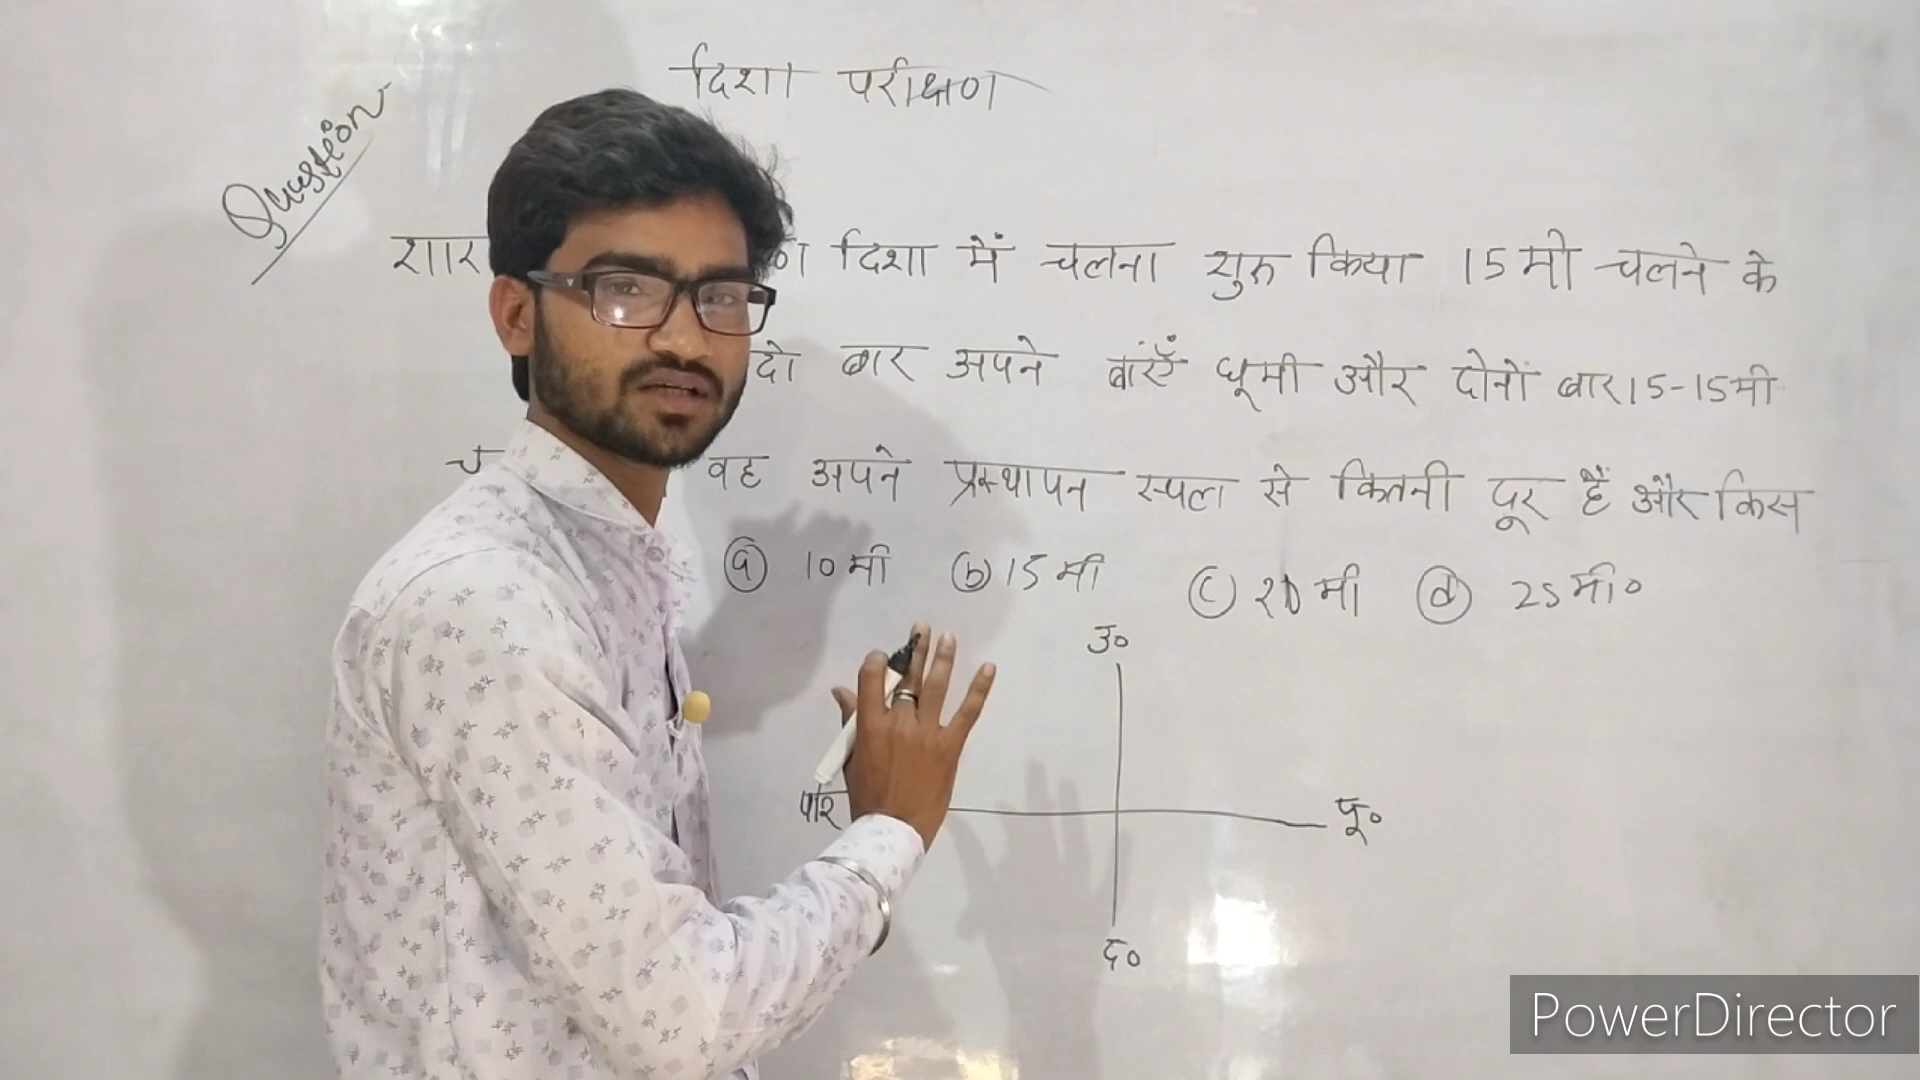 दिशा परीक्षण
Question
शार दिशा में चलना शुरु किया 15 मी चलने के
दो बार अपने बांएँ घूमी और दोनों बार 15-15 मी
वह अपने प्रस्थापन स्थल से कितनी दूर हैं और किस
(a) 10 मी (b) 15 मी (c) 20 मी (d) 25 मी०
उ०
पू०
द०
PowerDirector